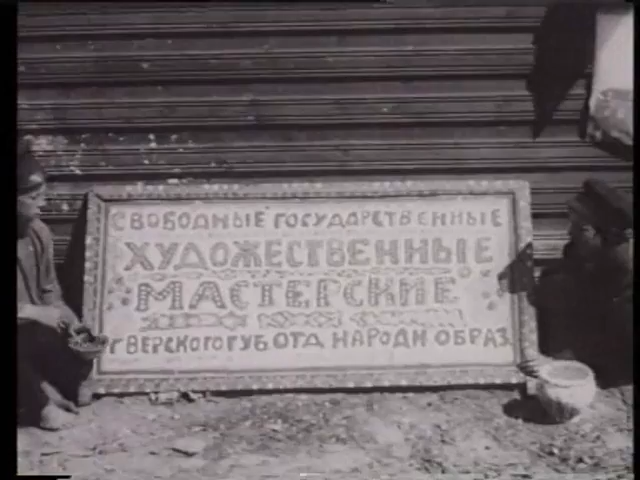 СВОБОДНЫЕ ГОСУДАРСТВЕННЫЕ
ХУДОЖЕСТВЕННЫЕ
МАСТЕРСКИЕ
ТВЕРСКОГО ГУБ ОТД НАРОДН ОБРАЗ.